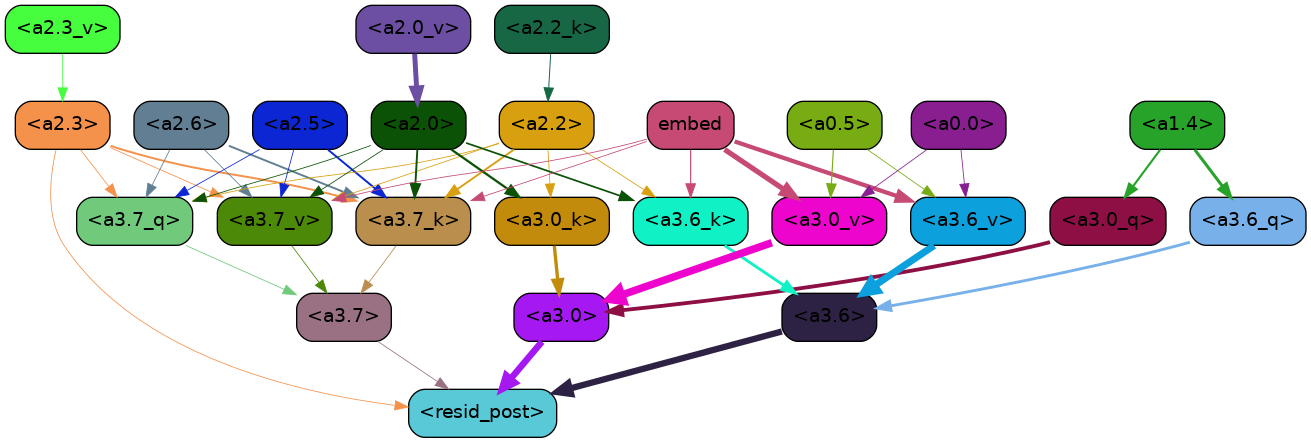 <a2.3_v> <a2.0_v> <a2.2_k>
<a2.3> <a2.6> <a2.5> <a2.0> <a2.2> embed <a0.5> <a0.0> <a1.4>
<a3.7_q> <a3.7_v> <a3.7_k> <a3.0_k> <a3.6_k> <a3.0_v> <a3.6_v> <a3.0_q> <a3.6_q>
<a3.7> <a3.0> <a3.6>
<resid_post>